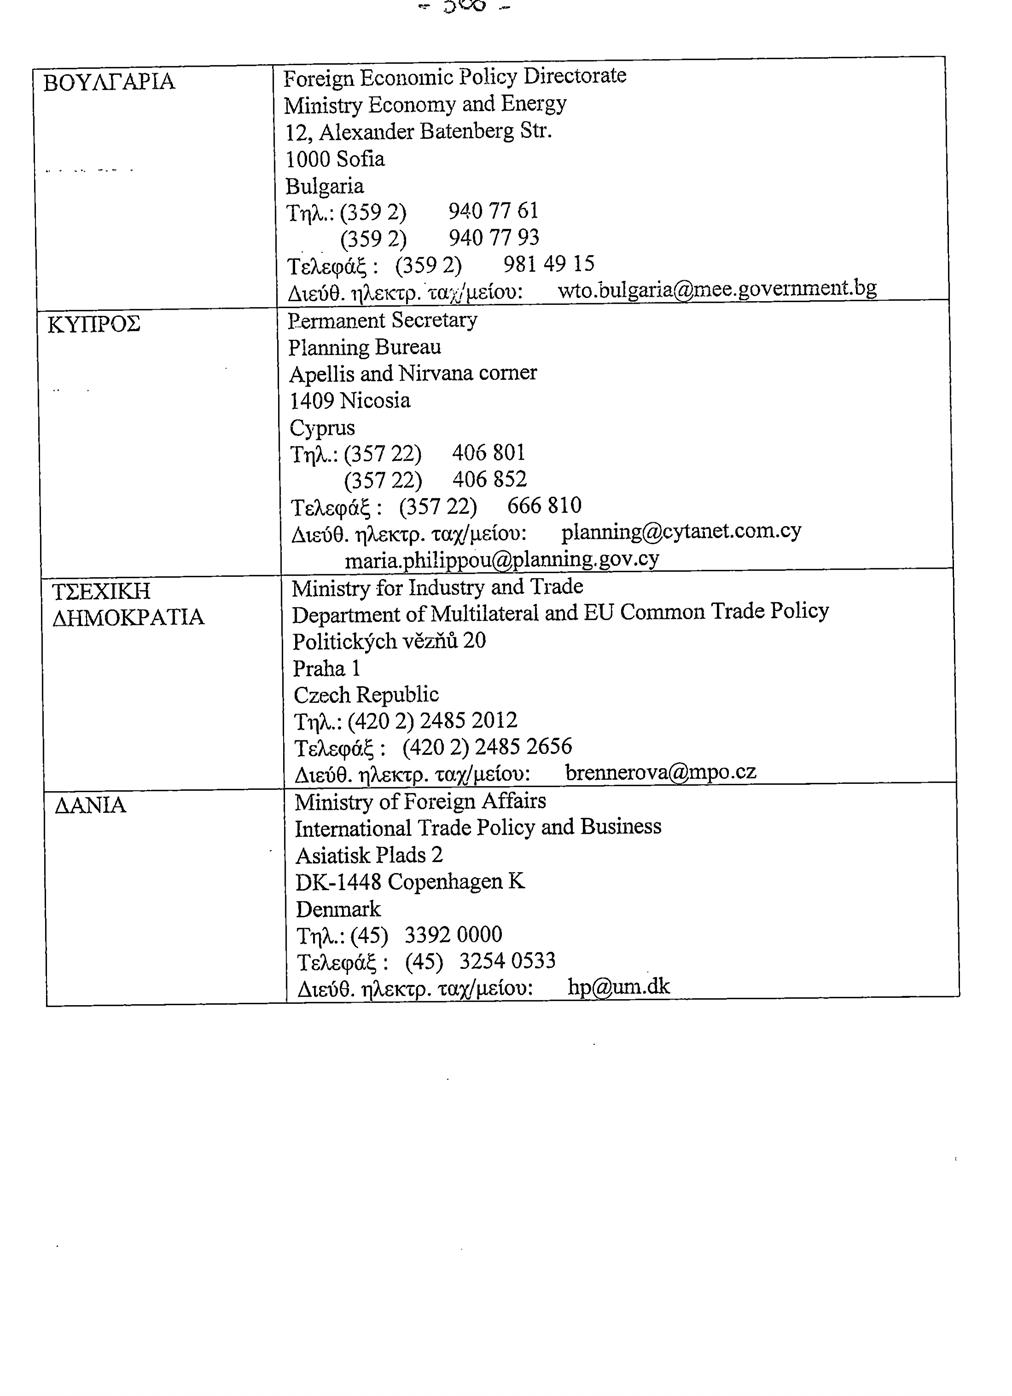 ΒΟΥΛΓΑΡΙΑ
Foreign Economic Policy Directorate
Ministry Economy and Energy
12, Alexander Batenberg Str.
1000 Sofia
Bulgaria
Τηλ.: (359 2) 940 77 61
(359 2) 940 77 93
Τελεφάξ : (359 2) 981 49 15
Διεύθ. ηλεκτρ. ταχ/μείου: wto.bulgaria@mee.government.bg
ΚΥΠΡΟΣ
Permanent Secretary
Planning Bureau
Apellis and Nirvana corner
1409 Nicosia
Cyprus
Τηλ.: (357 22) 406 801
(357 22) 406 852
Τελεφάξ : (357 22) 666 810
Διεύθ. ηλεκτρ. ταχ/μείου: planning@cytanet.com.cy
maria.philippou@planning.gov.cy
ΤΣΕΧΙΚΗ
ΔΗΜΟΚΡΑΤΙΑ
Ministry for Industry and Trade
Department of Multilateral and EU Common Trade Policy
Politických vězňů 20
Praha 1
Czech Republic
Τηλ.: (420 2) 2485 2012
Τελεφάξ : (420 2) 2485 2656
Διεύθ. ηλεκτρ. ταχ/μείου: brennerova@mpo.cz
ΔΑΝΙΑ
Ministry of Foreign Affairs
International Trade Policy and Business
Asiatisk Plads 2
DK-1448 Copenhagen K
Denmark
Τηλ.: (45) 3392 0000
Τελεφάξ : (45) 3254 0533
Διεύθ. ηλεκτρ. ταχ/μείου: hp@um.dk